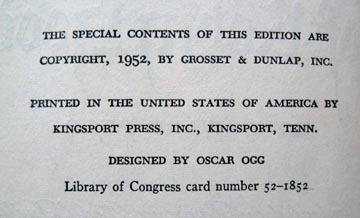 THE SPECIAL CONTENTS OF THIS EDITION ARE
COPYRIGHT, 1952, BY GROSSET & DUNLAP, INC.
PRINTED IN THE UNITED STATES OF AMERICA BY
KINGSPORT PRESS, INC., KINGSPORT, TENN.
DESIGNED BY OSCAR OGG
Library of Congress card number 52-1852